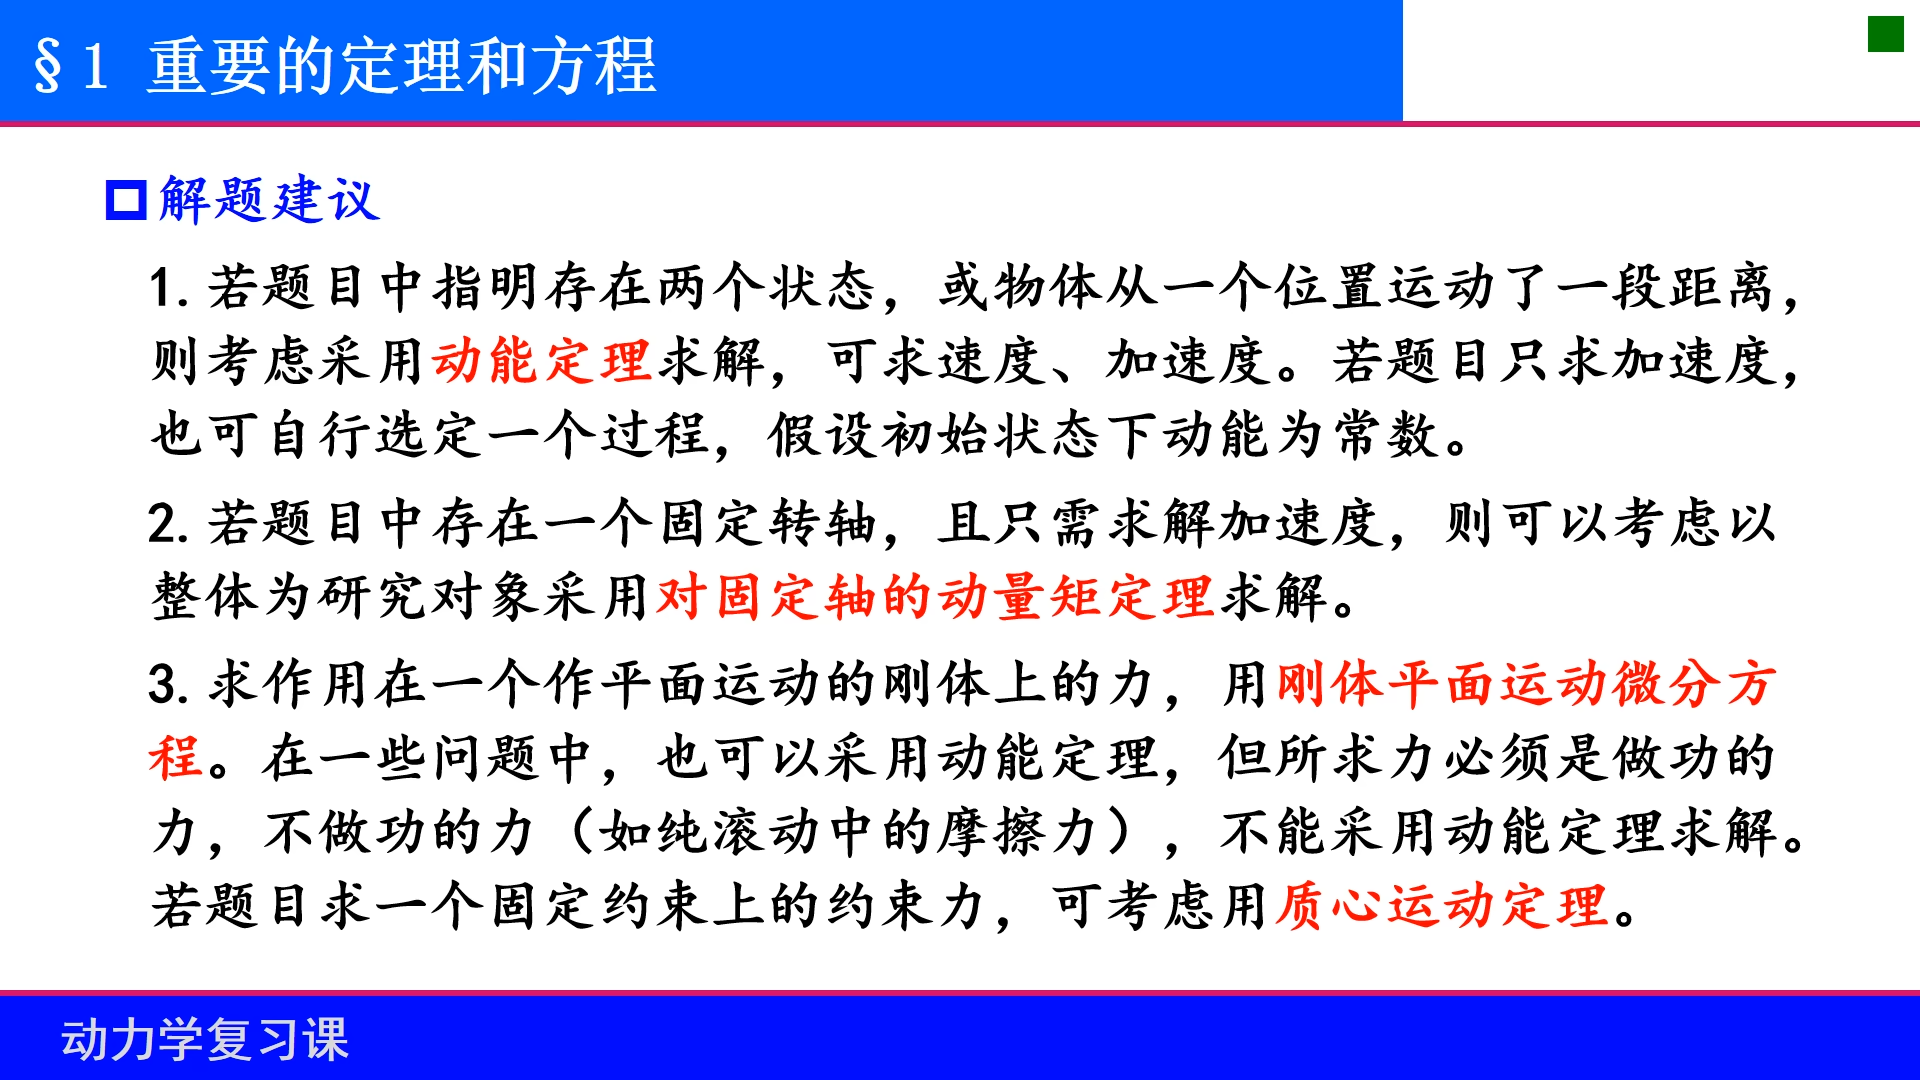 §1 重要的定理和方程
解题建议
1.若题目中指明存在两个状态，或物体从一个位置运动了一段距离，
则考虑采用动能定理求解，可求速度、加速度。若题目只求加速度，
也可自行选定一个过程，假设初始状态下动能为常数。
2.若题目中存在一个固定转轴，且只需求解加速度，则可以考虑以
整体为研究对象采用对固定轴的动量矩定理求解。
3.求作用在一个作平面运动的刚体上的力，用刚体平面运动微分方
程。在一些问题中，也可以采用动能定理，但所求力必须是做功的
力，不做功的力（如纯滚动中的摩擦力），不能采用动能定理求解。
若题目求一个固定约束上的约束力，可考虑用质心运动定理。
动力学复习课